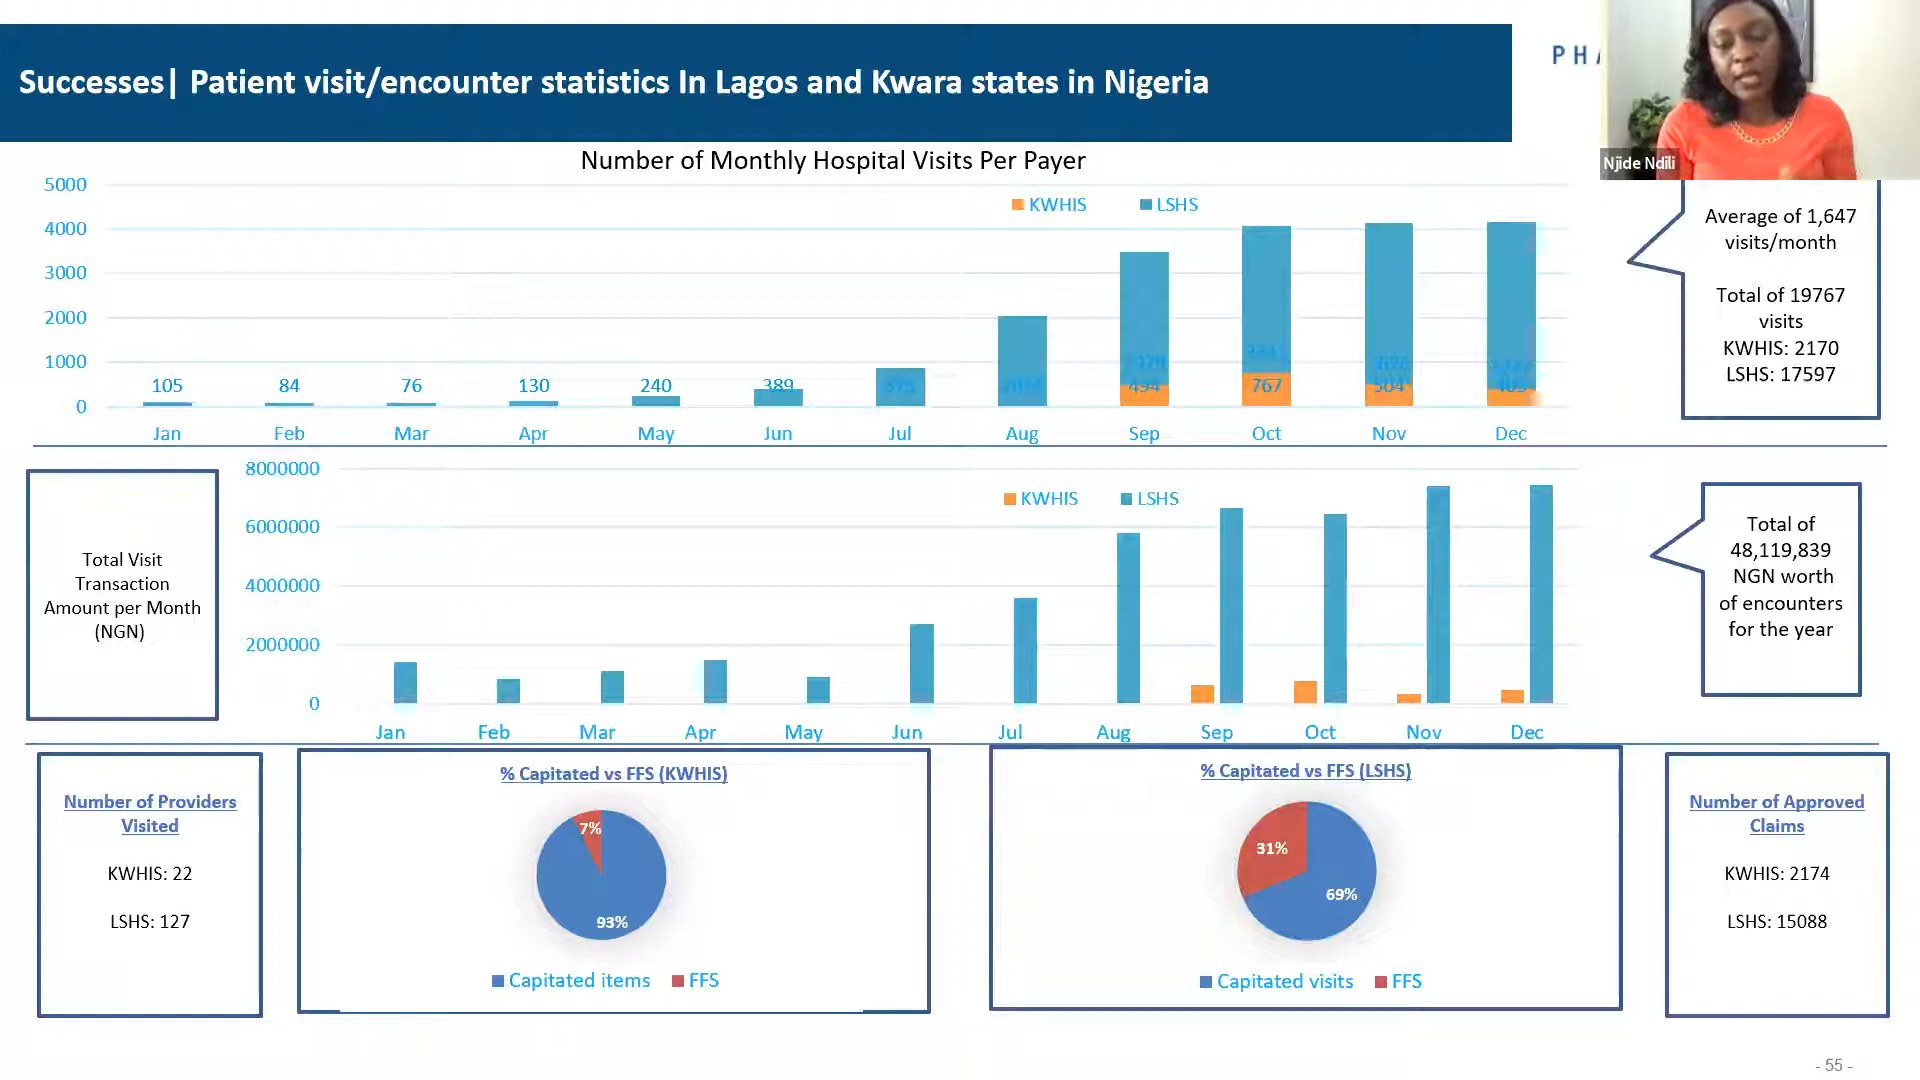 Successes| Patient visit/encounter statistics In Lagos and Kwara states in Nigeria
PHA
Njide Ndili
Number of Monthly Hospital Visits Per Payer
5000
4000
3000
2000
1000
0
KWHIS
LSHS
105
84
76
130
240
389
875
494
767
504
405
Jan
Feb
Mar
Apr
May
Jun
Jul
Aug
Sep
Oct
Nov
Dec
Average of 1,647
visits/month
Total of 19767
visits
KWHIS: 2170
LSHS: 17597
Total Visit
Transaction
Amount per Month
(NGN)
8000000
6000000
4000000
2000000
0
KWHIS
LSHS
Jan
Feb
Mar
Apr
May
Jun
Jul
Aug
Sep
Oct
Nov
Dec
Total of
48,119,839
NGN worth
of encounters
for the year
Number of Providers
Visited
KWHIS: 22
LSHS: 127
% Capitated vs FFS (KWHIS)
7%
93%
Capitated items
FFS
% Capitated vs FFS (LSHS)
31%
69%
Capitated visits
FFS
Number of Approved
Claims
KWHIS: 2174
LSHS: 15088
- 55 -